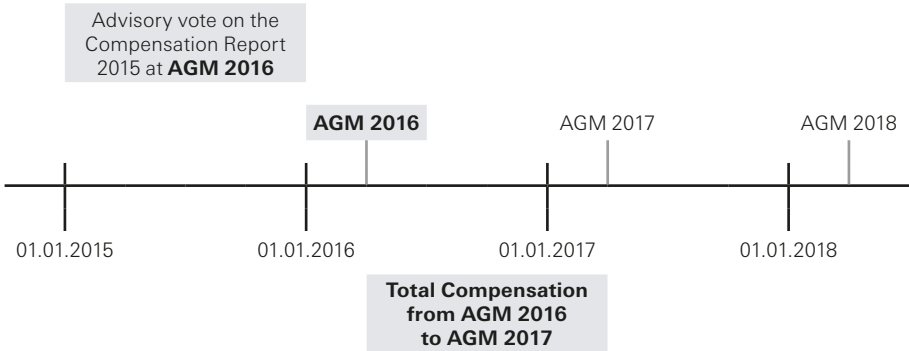 Advisory vote on the
Compensation Report
2015 at AGM 2016
AGM 2016
AGM 2017
AGM 2018
01.01.2015
01.01.2016
01.01.2017
01.01.2018
Total Compensation
from AGM 2016
to AGM 2017